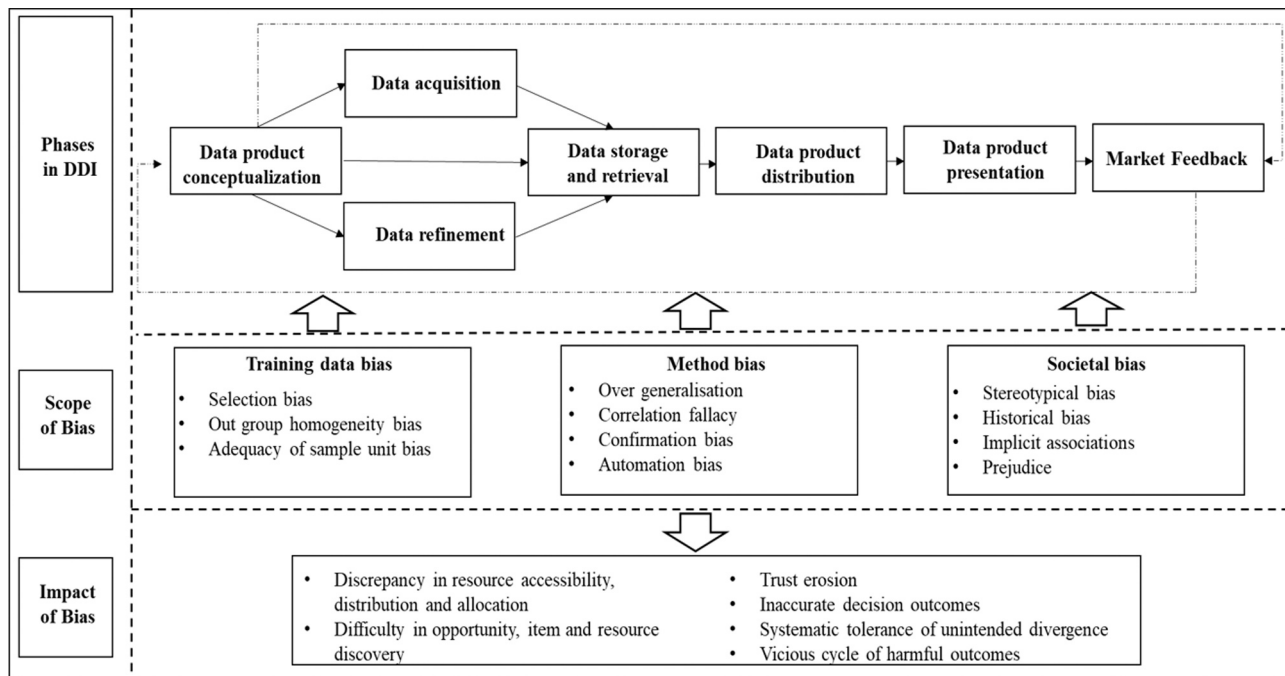 Phases
in DDI
Data acquisition
Data product
conceptualization
Data refinement
Data storage
and retrieval
Data product
distribution
Data product
presentation
Market Feedback
Scope
of Bias
Training data bias
• Selection bias
• Out group homogeneity bias
• Adequacy of sample unit bias
Method bias
• Over generalisation
• Correlation fallacy
• Confirmation bias
• Automation bias
Societal bias
• Stereotypical bias
• Historical bias
• Implicit associations
• Prejudice
Impact
of Bias
• Discrepancy in resource accessibility,
distribution and allocation
• Difficulty in opportunity, item and resource
discovery
• Trust erosion
• Inaccurate decision outcomes
• Systematic tolerance of unintended divergence
• Vicious cycle of harmful outcomes